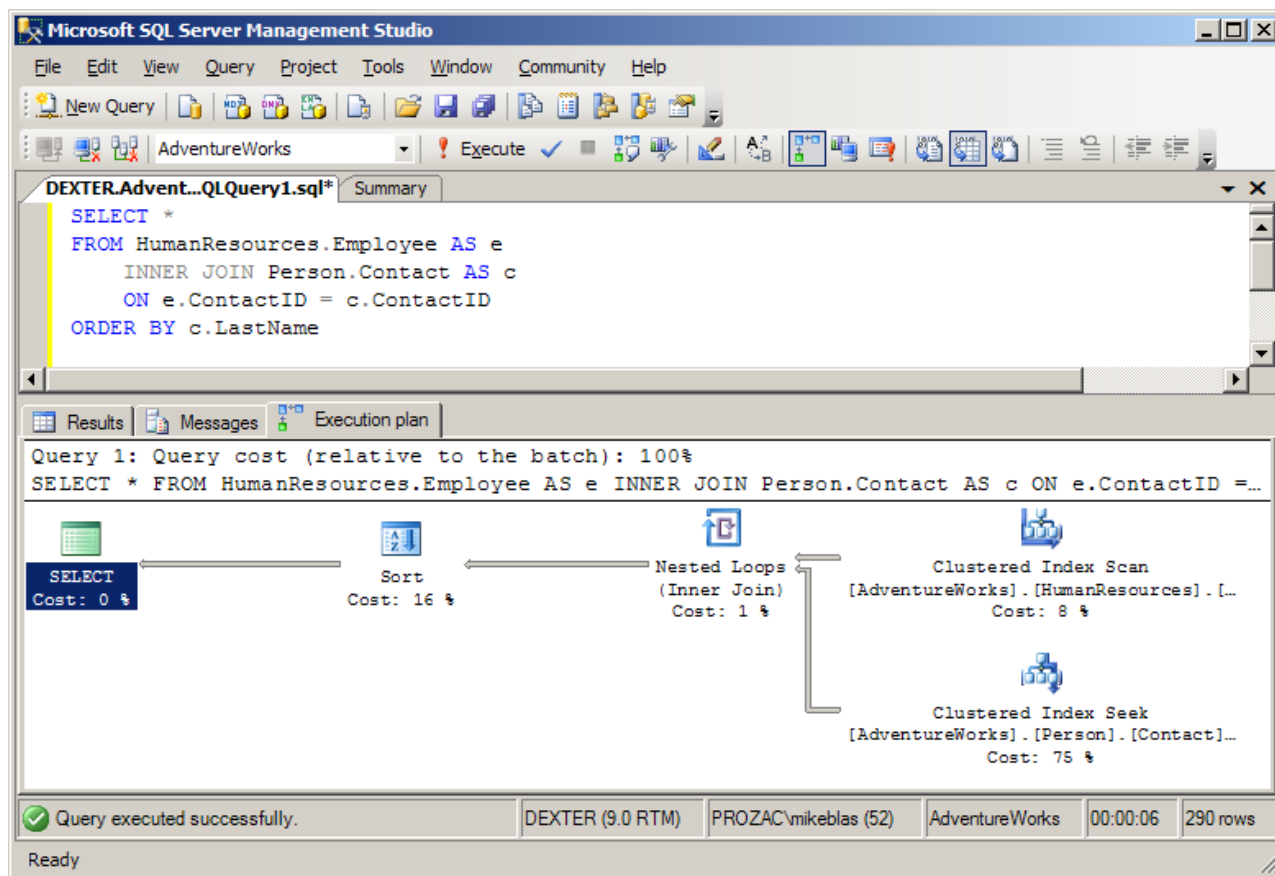 Microsoft SQL Server Management Studio
File Edit View Query Project Tools Window Community Help
New Query
AdventureWorks Execute
DEXTER.Advent...QLQuery1.sql* Summary
SELECT *
FROM HumanResources.Employee AS e
INNER JOIN Person.Contact AS c
ON e.ContactID = c.ContactID
ORDER BY c.LastName
Results Messages Execution plan
Query 1: Query cost (relative to the batch): 100%
SELECT * FROM HumanResources.Employee AS e INNER JOIN Person.Contact AS c ON e.ContactID =…
SELECT
Cost: 0 %
Sort
Cost: 16 %
Nested Loops
(Inner Join)
Cost: 1 %
Clustered Index Scan
[AdventureWorks].[HumanResources].[…
Cost: 8 %
Clustered Index Seek
[AdventureWorks].[Person].[Contact]…
Cost: 75 %
Query executed successfully. DEXTER (9.0 RTM) PROZAC\mikeblas (52) AdventureWorks 00:00:06 290 rows
Ready